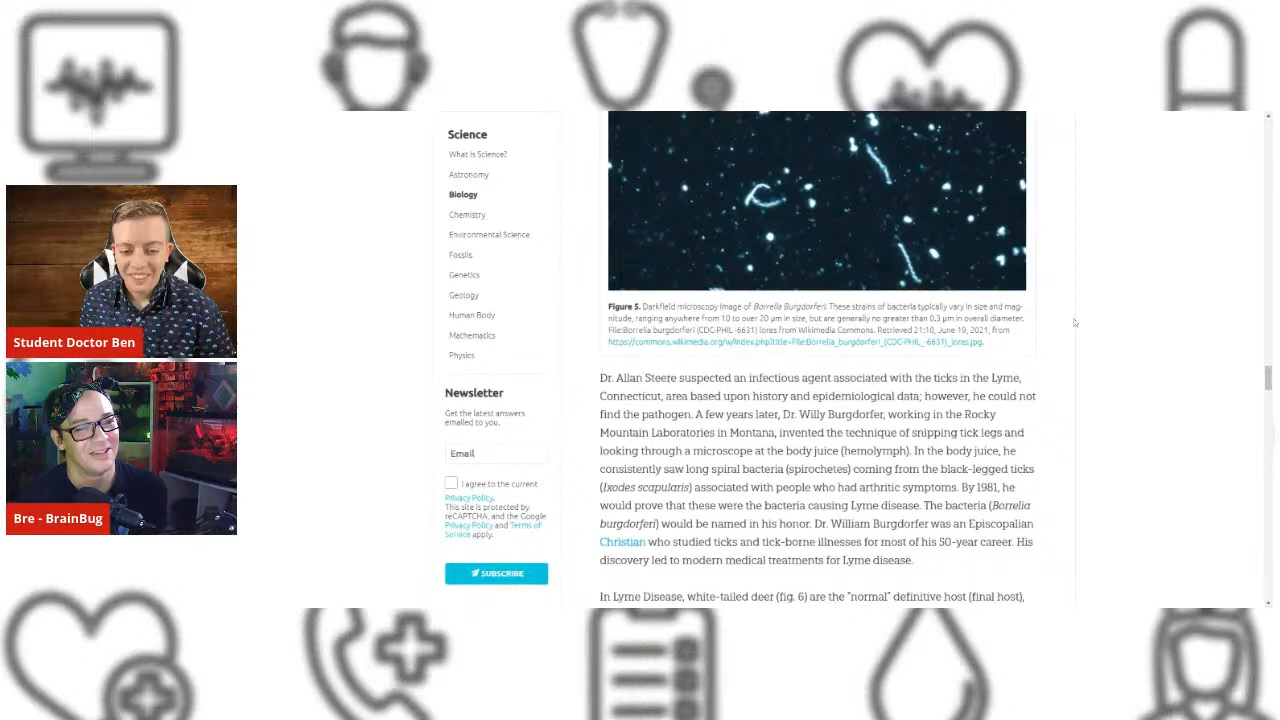 Student Doctor Ben
Bre - BrainBug
Science
What Is Science?
Astronomy
Biology
Chemistry
Environmental Science
Fossils
Genetics
Geology
Human Body
Mathematics
Physics
Newsletter
Get the latest answers
emailed to you.
Email
I agree to the current
Privacy Policy.
This site is protected by
reCAPTCHA, and the Google
Privacy Policy and Terms of
Service apply.
SUBSCRIBE
Figure 5. Darkfield microscopy image of Borrelia Burgdorferi. These strains of bacteria typically vary in size and mag-
nitude, ranging anywhere from 10 to over 20 µm in size, but are generally no greater than 0.3 µm in overall diameter.
File:Borrelia burgdorferi (CDC-PHIL -6631) lores from Wikimedia Commons. Retrieved 21:10, June 19, 2021, from
https://commons.wikimedia.org/w/index.php?title=File:Borrelia_burgdorferi_(CDC-PHIL_-6631)_lores.jpg.
Dr. Allan Steere suspected an infectious agent associated with the ticks in the Lyme,
Connecticut, area based upon history and epidemiological data; however, he could not
find the pathogen. A few years later, Dr. Willy Burgdorfer, working in the Rocky
Mountain Laboratories in Montana, invented the technique of snipping tick legs and
looking through a microscope at the body juice (hemolymph). In the body juice, he
consistently saw long spiral bacteria (spirochetes) coming from the black-legged ticks
(Ixodes scapularis) associated with people who had arthritic symptoms. By 1981, he
would prove that these were the bacteria causing Lyme disease. The bacteria (Borrelia
burgdorferi) would be named in his honor. Dr. William Burgdorfer was an Episcopalian
Christian who studied ticks and tick-borne illnesses for most of his 50-year career. His
discovery led to modern medical treatments for Lyme disease.
In Lyme Disease, white-tailed deer (fig. 6) are the "normal" definitive host (final host),